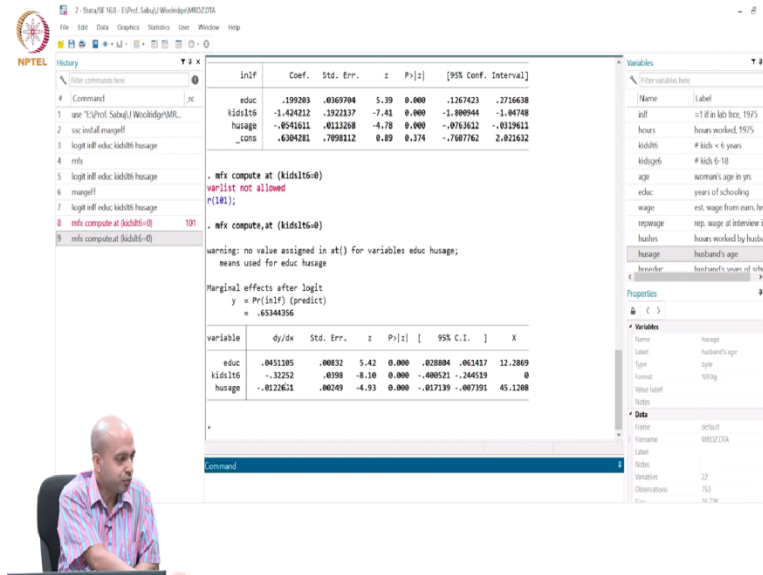 2 - Stata/SE 16.0 - E:\Prof. Sabuj\J Woolridge\MROZ.DTA
File Edit Data Graphics Statistics User Window Help
NPTEL
History
Filter commands here
# Command _rc
1 use "E:\Prof. Sabuj\J Woolridge\MR...
2 ssc install margeff
3 logit inlf educ kidslt6 husage
4 mfx
5 logit inlf educ kidslt6 husage
6 margeff
7 logit inlf educ kidslt6 husage
8 mfx compute at (kidslt6=0) 101
9 mfx compute,at (kidslt6=0)
inlf Coef. Std. Err. z P>|z| [95% Conf. Interval]
educ .199203 .0369704 5.39 0.000 .1267423 .2716638
kidslt6 -1.424212 .1922137 -7.41 0.000 -1.800944 -1.04748
husage -.0541611 .0113268 -4.78 0.000 -.0763612 -.0319611
_cons .6304281 .7098112 0.89 0.374 -.7607762 2.021632
. mfx compute at (kidslt6=0)
varlist not allowed
r(101);
. mfx compute,at (kidslt6=0)
warning: no value assigned in at() for variables educ husage;
means used for educ husage
Marginal effects after logit
y = Pr(inlf) (predict)
= .65344356
variable dy/dx Std. Err. z P>|z| [ 95% C.I. ] X
educ .0451105 .00832 5.42 0.000 .028804 .061417 12.2869
kidslt6 -.32252 .0398 -8.10 0.000 -.400521 -.244519 0
husage -.0122651 .00249 -4.93 0.000 -.017139 -.007391 45.1208
.
Command
Variables
Filter variables here
Name Label
inlf =1 if in lab frce, 1975
hours hours worked, 1975
kidslt6 # kids < 6 years
kidsge6 # kids 6-18
age woman's age in yrs
educ years of schooling
wage est. wage from earn, hr
repwage rep. wage at interview i
hushrs hours worked by husba
husage husband's age
huseduc husband's years of sch
Properties
Variables
Name husage
Label husband's age
Type byte
Format %9.0g
Value label
Notes
Data
Frame default
Filename MROZ.DTA
Label
Notes
Variables 22
Observations 753